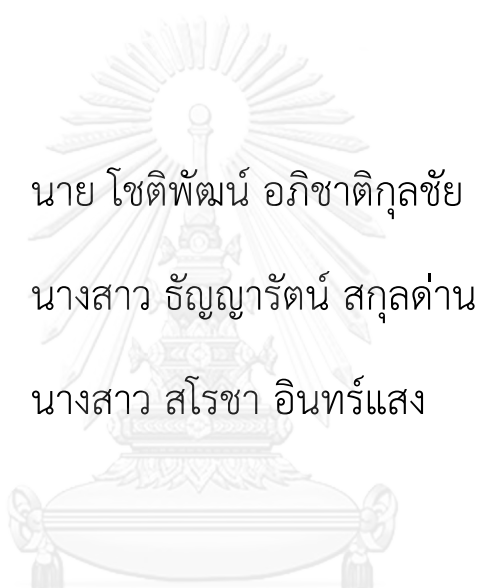 นาย โชติพัฒน์ อภิชาติกุลชัย
นางสาว ธัญญารัตน์ สกุลด่าน
นางสาว สโรชา อินทร์แสง